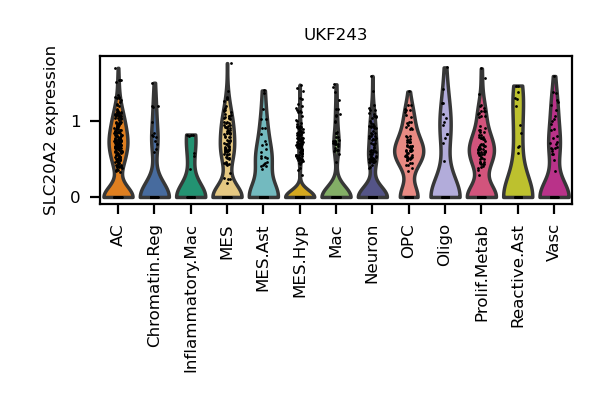 UKF243
SLC20A2 expression
1
0
AC
Chromatin.Reg
Inflammatory.Mac
MES
MES.Ast
MES.Hyp
Mac
Neuron
OPC
Oligo
Prolif.Metab
Reactive.Ast
Vasc